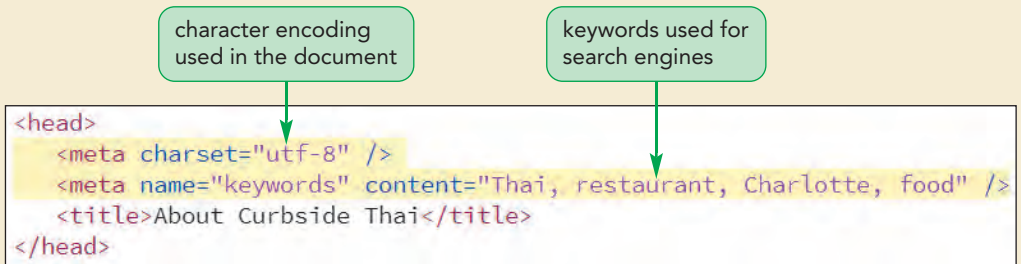 character encoding
used in the document
keywords used for
search engines
<head>
<meta charset="utf-8" />
<meta name="keywords" content="Thai, restaurant, Charlotte, food" />
<title>About Curbside Thai</title>
</head>